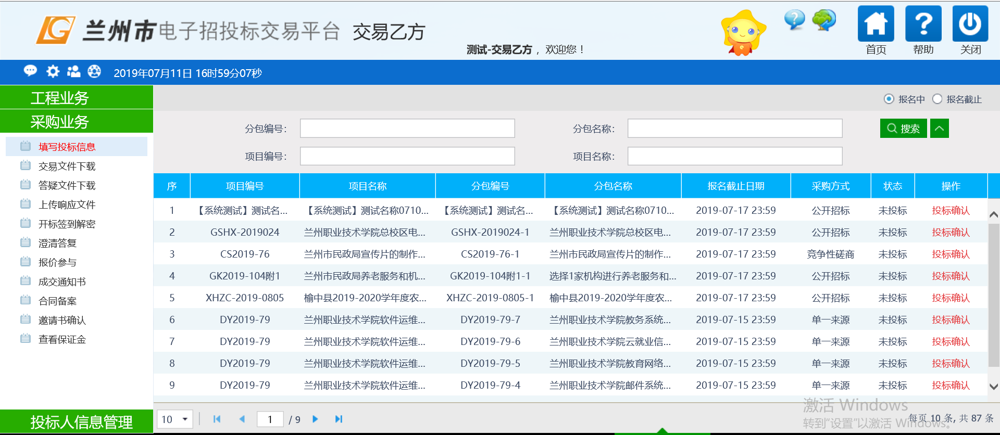 兰州市电子招投标交易平台 交易乙方
测试-交易乙方 ，欢迎您！
首页 帮助 关闭
2019年07月11日 16时59分07秒
工程业务
采购业务
填写投标信息
交易文件下载
答疑文件下载
上传响应文件
开标签到解密
澄清答复
报价参与
成交通知书
合同备案
邀请书确认
查看保证金
投标人信息管理
报名中 报名截止
分包编号： 分包名称： 搜索
项目编号： 项目名称：
序 项目编号 项目名称 分包编号 分包名称 报名截止日期 采购方式 状态 操作
1 【系统测试】测试名... 【系统测试】测试名称0710... 【系统测试】测试名... 【系统测试】测试名称0710... 2019-07-17 23:59 公开招标 未投标 投标确认
2 GSHX-2019024 兰州职业技术学院总校区电... GSHX-2019024-1 兰州职业技术学院总校区电... 2019-07-17 23:59 公开招标 未投标 投标确认
3 CS2019-76 兰州市民政局宣传片的制作... CS2019-76-1 兰州市民政局宣传片的制作... 2019-07-17 23:59 竞争性磋商 未投标 投标确认
4 GK2019-104附1 兰州市民政局养老服务和机... GK2019-104附1-1 选择1家机构进行养老服务和... 2019-07-17 23:59 公开招标 未投标 投标确认
5 XHZC-2019-0805 榆中县2019-2020学年度农... XHZC-2019-0805-1 榆中县2019-2020学年度农... 2019-07-17 23:59 公开招标 未投标 投标确认
6 DY2019-79 兰州职业技术学院软件运维... DY2019-79-7 兰州职业技术学院教务系统... 2019-07-15 23:59 单一来源 未投标 投标确认
7 DY2019-79 兰州职业技术学院软件运维... DY2019-79-6 兰州职业技术学院云就业信... 2019-07-15 23:59 单一来源 未投标 投标确认
8 DY2019-79 兰州职业技术学院软件运维... DY2019-79-5 兰州职业技术学院教育网络... 2019-07-15 23:59 单一来源 未投标 投标确认
9 DY2019-79 兰州职业技术学院软件运维... DY2019-79-4 兰州职业技术学院邮件系统... 2019-07-15 23:59 单一来源 未投标 投标确认
10 1 / 9 每页 10 条, 共 87 条
激活 Windows
转到“设置”以激活 Windows。